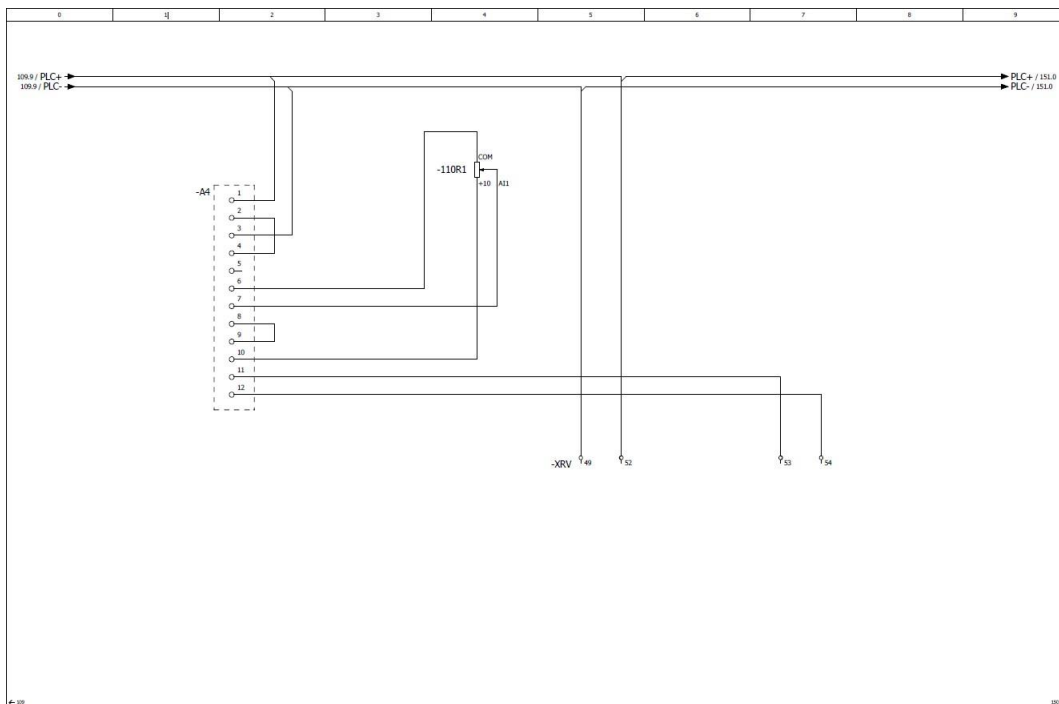 0 1 2 3 4 5 6 7 8 9
109.9 / PLC+ PLC+ / 151.0
109.9 / PLC- PLC- / 151.0
COM
-110R1
+10 AI1
-A4
1
2
3
4
5
6
7
8
9
10
11
12
-XRV 49 52 53 54
109